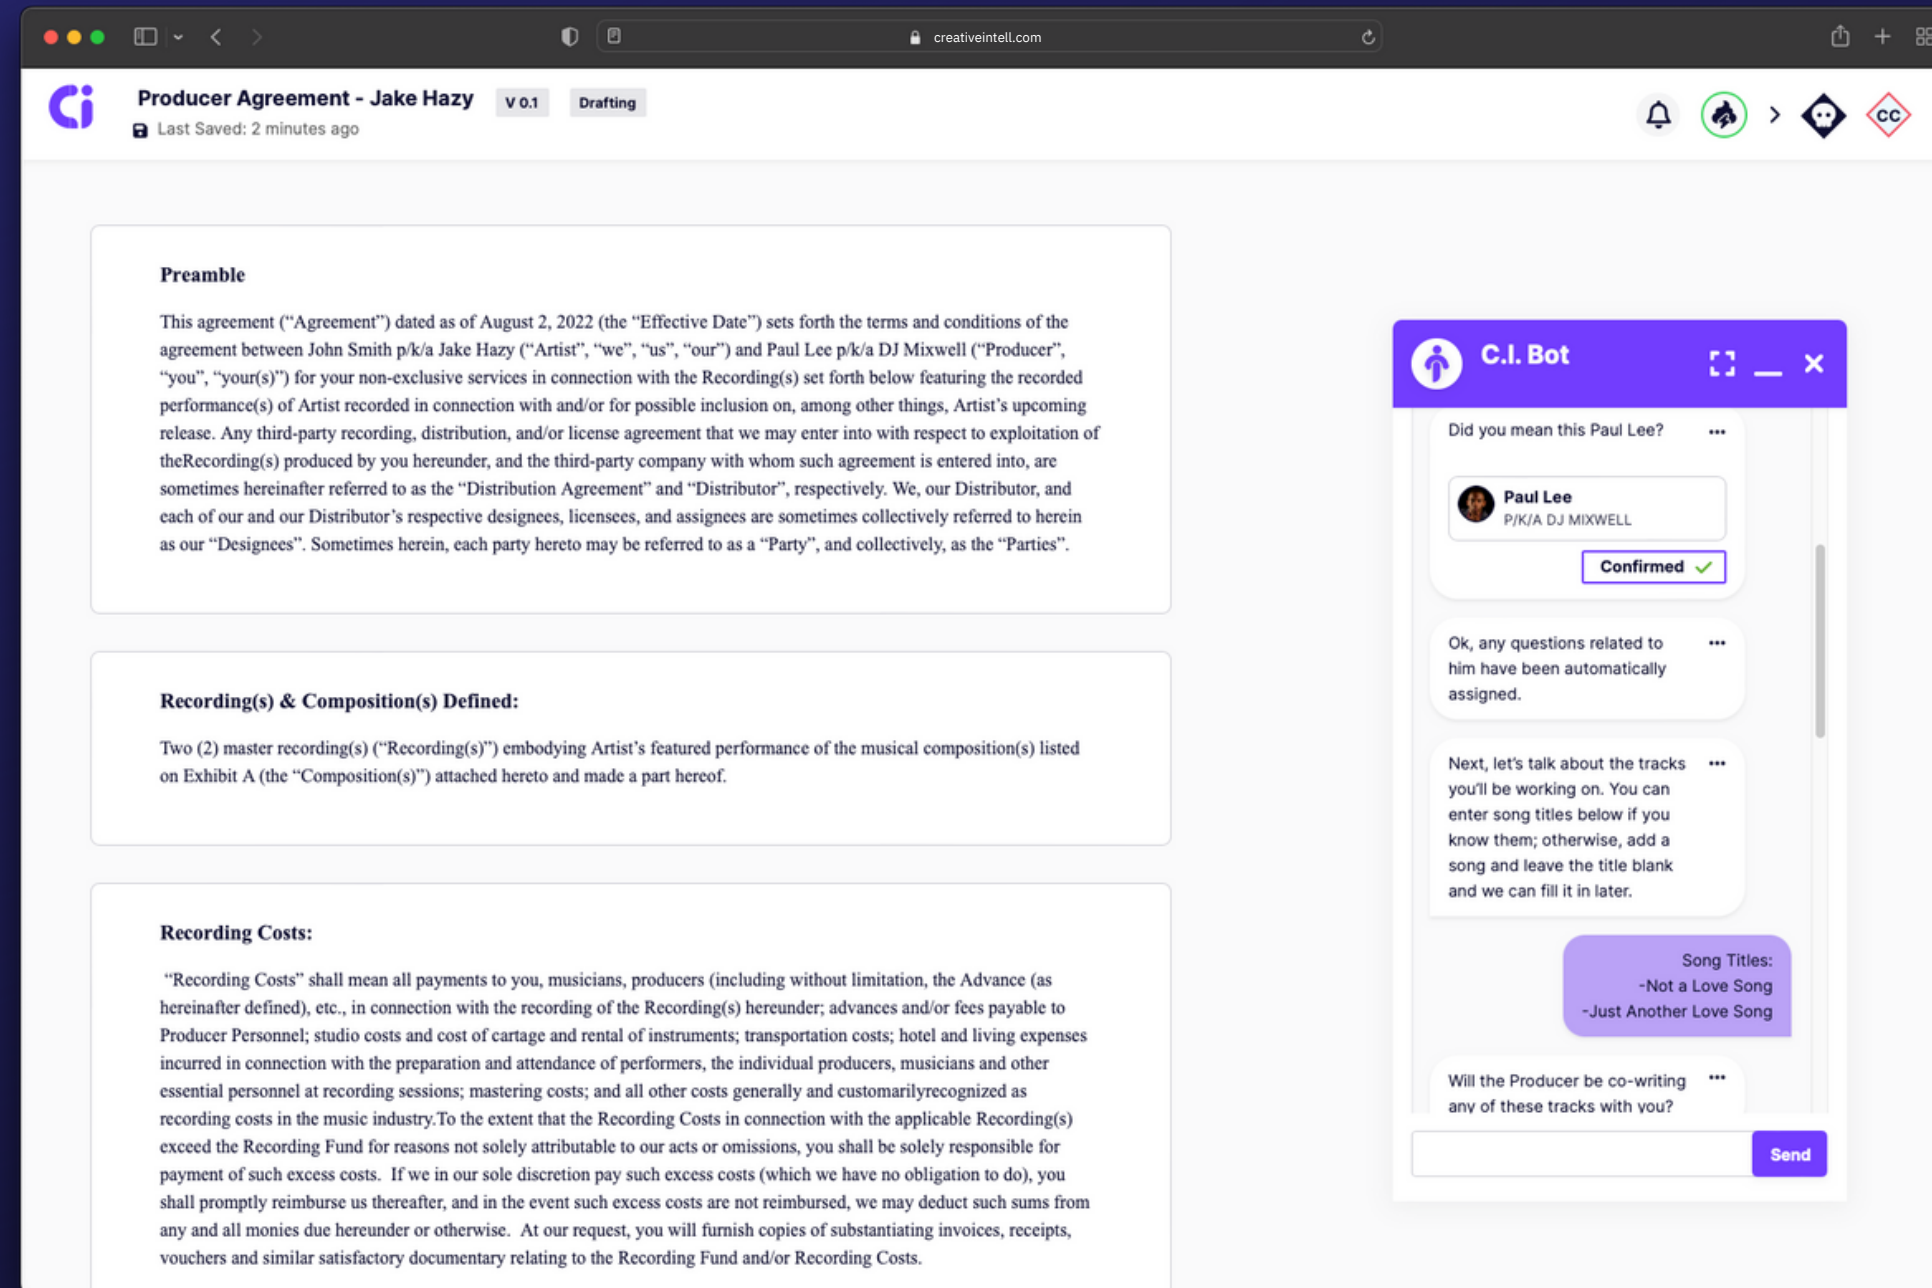 creativeintell.com
Ci
Producer Agreement - Jake Hazy
V 0.1
Drafting
Last Saved: 2 minutes ago
CC
Preamble
This agreement (“Agreement”) dated as of August 2, 2022 (the “Effective Date”) sets forth the terms and conditions of the
agreement between John Smith p/k/a Jake Hazy (“Artist”, “we”, “us”, “our”) and Paul Lee p/k/a DJ Mixwell (“Producer”,
“you”, “your(s)”) for your non-exclusive services in connection with the Recording(s) set forth below featuring the recorded
performance(s) of Artist recorded in connection with and/or for possible inclusion on, among other things, Artist’s upcoming
release. Any third-party recording, distribution, and/or license agreement that we may enter into with respect to exploitation of
theRecording(s) produced by you hereunder, and the third-party company with whom such agreement is entered into, are
sometimes hereinafter referred to as the “Distribution Agreement” and “Distributor”, respectively. We, our Distributor, and
each of our and our Distributor’s respective designees, licensees, and assignees are sometimes collectively referred to herein
as our “Designees”. Sometimes herein, each party hereto may be referred to as a “Party”, and collectively, as the “Parties”.
Recording(s) & Composition(s) Defined:
Two (2) master recording(s) (“Recording(s)”) embodying Artist’s featured performance of the musical composition(s) listed
on Exhibit A (the “Composition(s)”) attached hereto and made a part hereof.
Recording Costs:
“Recording Costs” shall mean all payments to you, musicians, producers (including without limitation, the Advance (as
hereinafter defined), etc., in connection with the recording of the Recording(s) hereunder; advances and/or fees payable to
Producer Personnel; studio costs and cost of cartage and rental of instruments; transportation costs; hotel and living expenses
incurred in connection with the preparation and attendance of performers, the individual producers, musicians and other
essential personnel at recording sessions; mastering costs; and all other costs generally and customarilyrecognized as
recording costs in the music industry.To the extent that the Recording Costs in connection with the applicable Recording(s)
exceed the Recording Fund for reasons not solely attributable to our acts or omissions, you shall be solely responsible for
payment of such excess costs.  If we in our sole discretion pay such excess costs (which we have no obligation to do), you
shall promptly reimburse us thereafter, and in the event such excess costs are not reimbursed, we may deduct such sums from
any and all monies due hereunder or otherwise.  At our request, you will furnish copies of substantiating invoices, receipts,
vouchers and similar satisfactory documentary relating to the Recording Fund and/or Recording Costs.
C.I. Bot
Did you mean this Paul Lee?
Paul Lee
P/K/A DJ MIXWELL
Confirmed
Ok, any questions related to
him have been automatically
assigned.
Next, let’s talk about the tracks
you’ll be working on. You can
enter song titles below if you
know them; otherwise, add a
song and leave the title blank
and we can fill it in later.
Song Titles:
-Not a Love Song
-Just Another Love Song
Will the Producer be co-writing
any of these tracks with you?
Send